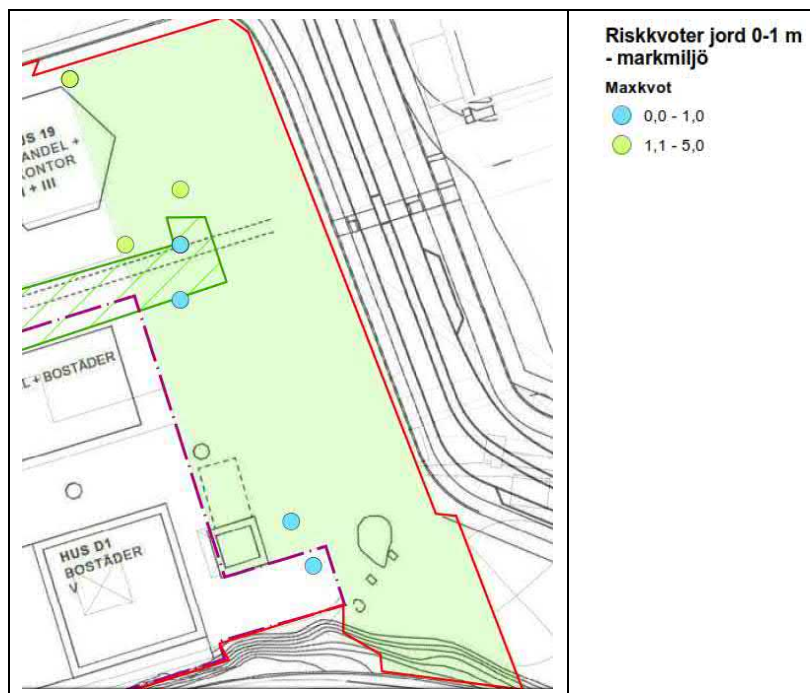 Riskkvoter jord 0-1 m
- markmiljö
Maxkvot
0,0 - 1,0
1,1 - 5,0
19
ANDEL +
KONTOR
+ III
+ BOSTÄDER
HUS D1
BOSTÄDER
V